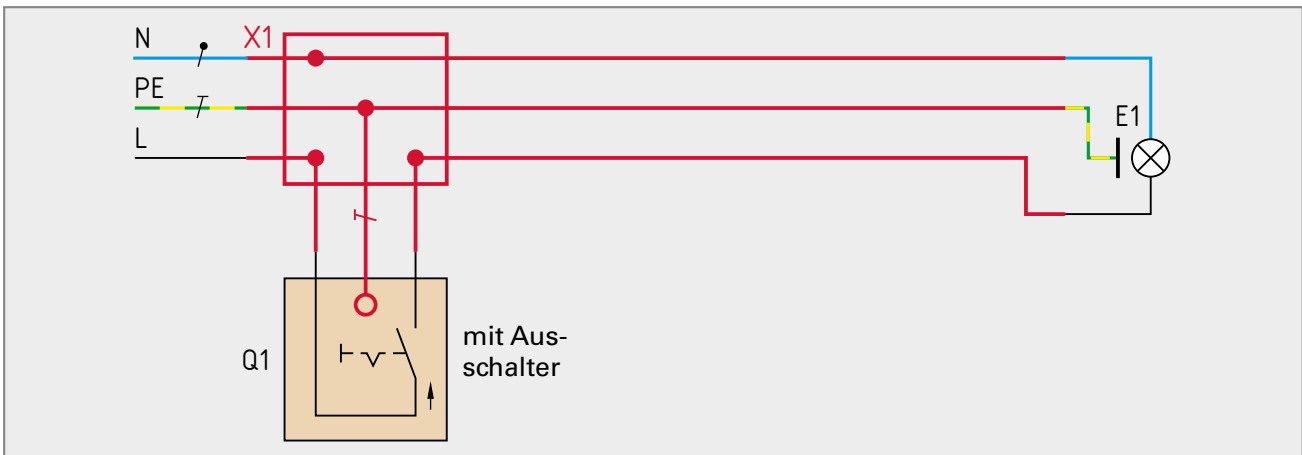 N
X1
PE
L
E1
Q1
mit Aus-
schalter